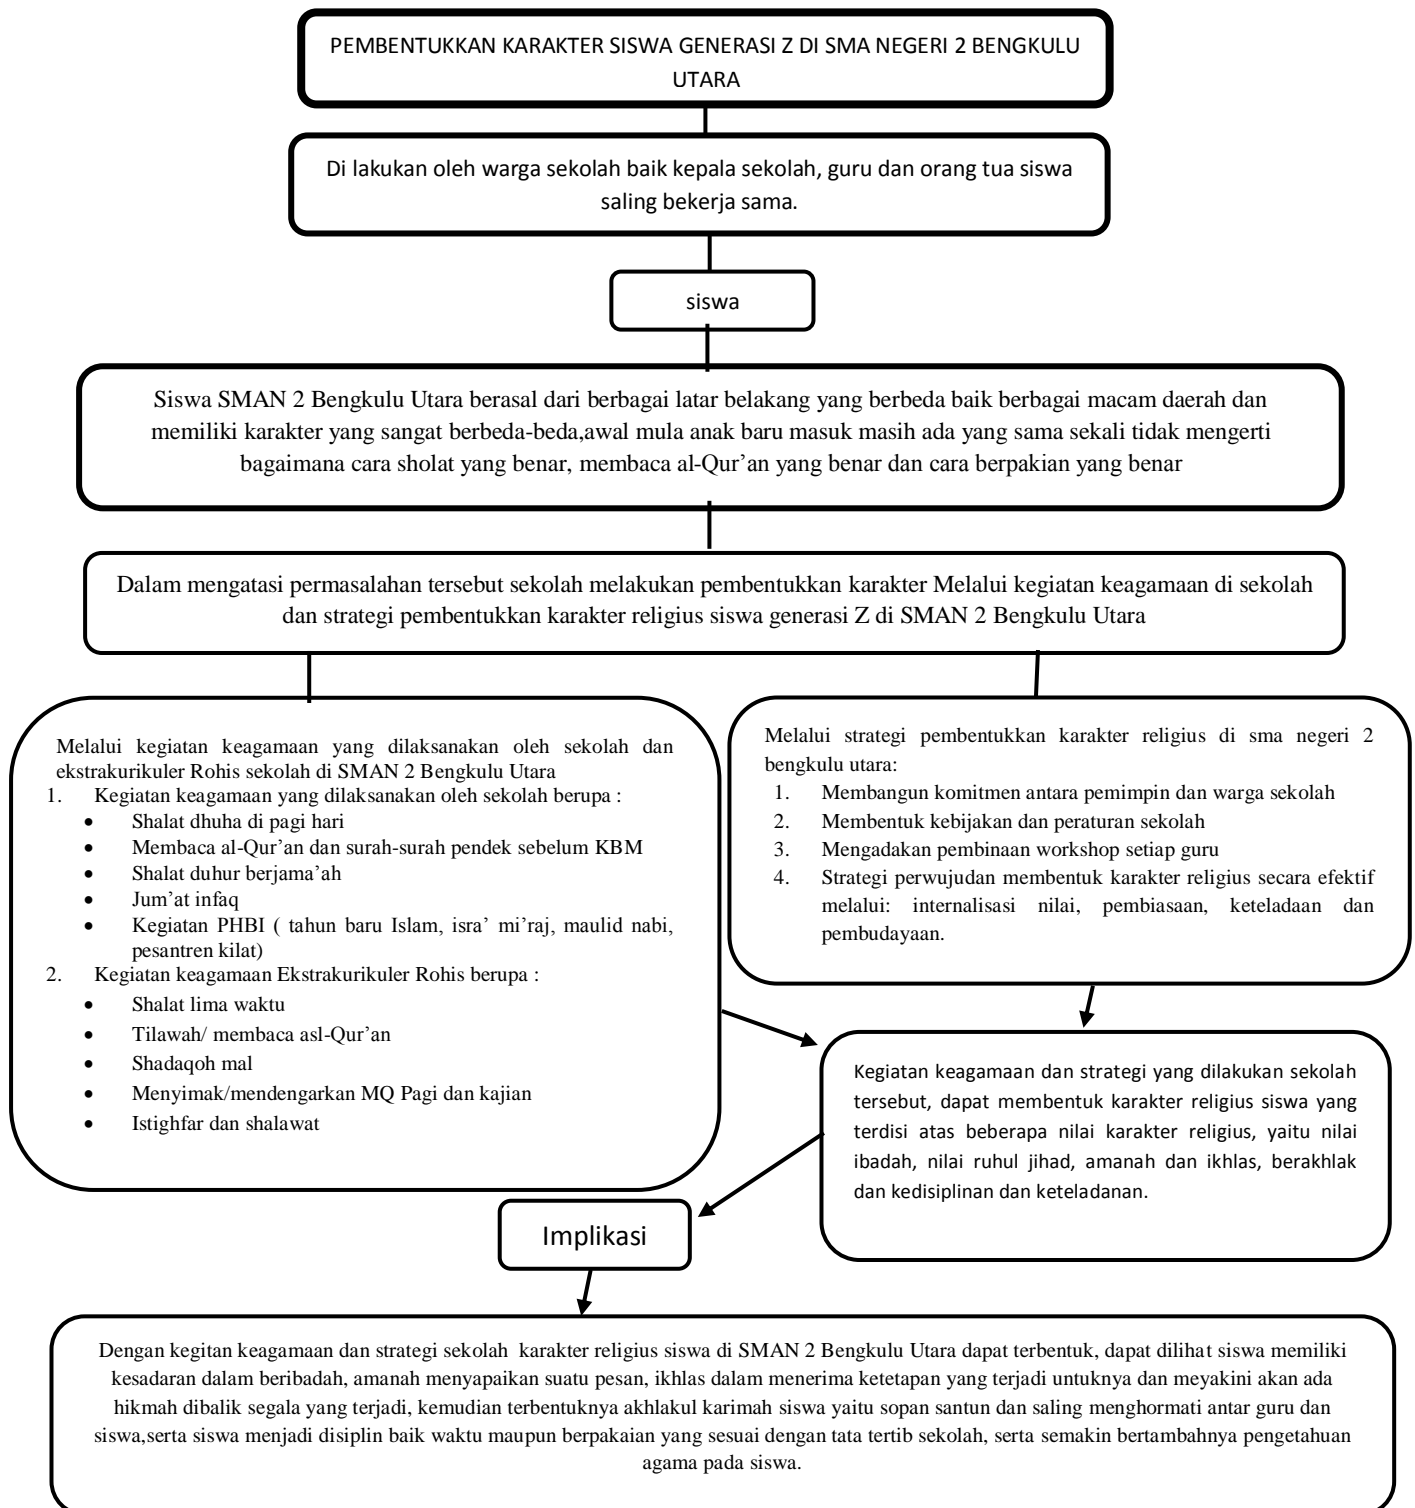 PEMBENTUKKAN KARAKTER SISWA GENERASI Z DI SMA NEGERI 2 BENGKULU
UTARA
Di lakukan oleh warga sekolah baik kepala sekolah, guru dan orang tua siswa
saling bekerja sama.
siswa
Siswa SMAN 2 Bengkulu Utara berasal dari berbagai latar belakang yang berbeda baik berbagai macam daerah dan
memiliki karakter yang sangat berbeda-beda,awal mula anak baru masuk masih ada yang sama sekali tidak mengerti
bagaimana cara sholat yang benar, membaca al-Qur’an yang benar dan cara berpakian yang benar
Dalam mengatasi permasalahan tersebut sekolah melakukan pembentukkan karakter Melalui kegiatan keagamaan di sekolah
dan strategi pembentukkan karakter religius siswa generasi Z di SMAN 2 Bengkulu Utara
Melalui kegiatan keagamaan yang dilaksanakan oleh sekolah dan
ekstrakurikuler Rohis sekolah di SMAN 2 Bengkulu Utara
1. Kegiatan keagamaan yang dilaksanakan oleh sekolah berupa :
• Shalat dhuha di pagi hari
• Membaca al-Qur’an dan surah-surah pendek sebelum KBM
• Shalat duhur berjama’ah
• Jum’at infaq
• Kegiatan PHBI ( tahun baru Islam, isra’ mi’raj, maulid nabi,
pesantren kilat)
2. Kegiatan keagamaan Ekstrakurikuler Rohis berupa :
• Shalat lima waktu
• Tilawah/ membaca asl-Qur’an
• Shadaqoh mal
• Menyimak/mendengarkan MQ Pagi dan kajian
• Istighfar dan shalawat
Melalui strategi pembentukkan karakter religius di sma negeri 2
bengkulu utara:
1. Membangun komitmen antara pemimpin dan warga sekolah
2. Membentuk kebijakan dan peraturan sekolah
3. Mengadakan pembinaan workshop setiap guru
4. Strategi perwujudan membentuk karakter religius secara efektif
melalui: internalisasi nilai, pembiasaan, keteladaan dan
pembudayaan.
Kegiatan keagamaan dan strategi yang dilakukan sekolah
tersebut, dapat membentuk karakter religius siswa yang
terdisi atas beberapa nilai karakter religius, yaitu nilai
ibadah, nilai ruhul jihad, amanah dan ikhlas, berakhlak
dan kedisiplinan dan keteladanan.
Implikasi
Dengan kegitan keagamaan dan strategi sekolah karakter religius siswa di SMAN 2 Bengkulu Utara dapat terbentuk, dapat dilihat siswa memiliki
kesadaran dalam beribadah, amanah menyapaikan suatu pesan, ikhlas dalam menerima ketetapan yang terjadi untuknya dan meyakini akan ada
hikmah dibalik segala yang terjadi, kemudian terbentuknya akhlakul karimah siswa yaitu sopan santun dan saling menghormati antar guru dan
siswa,serta siswa menjadi disiplin baik waktu maupun berpakaian yang sesuai dengan tata tertib sekolah, serta semakin bertambahnya pengetahuan
agama pada siswa.